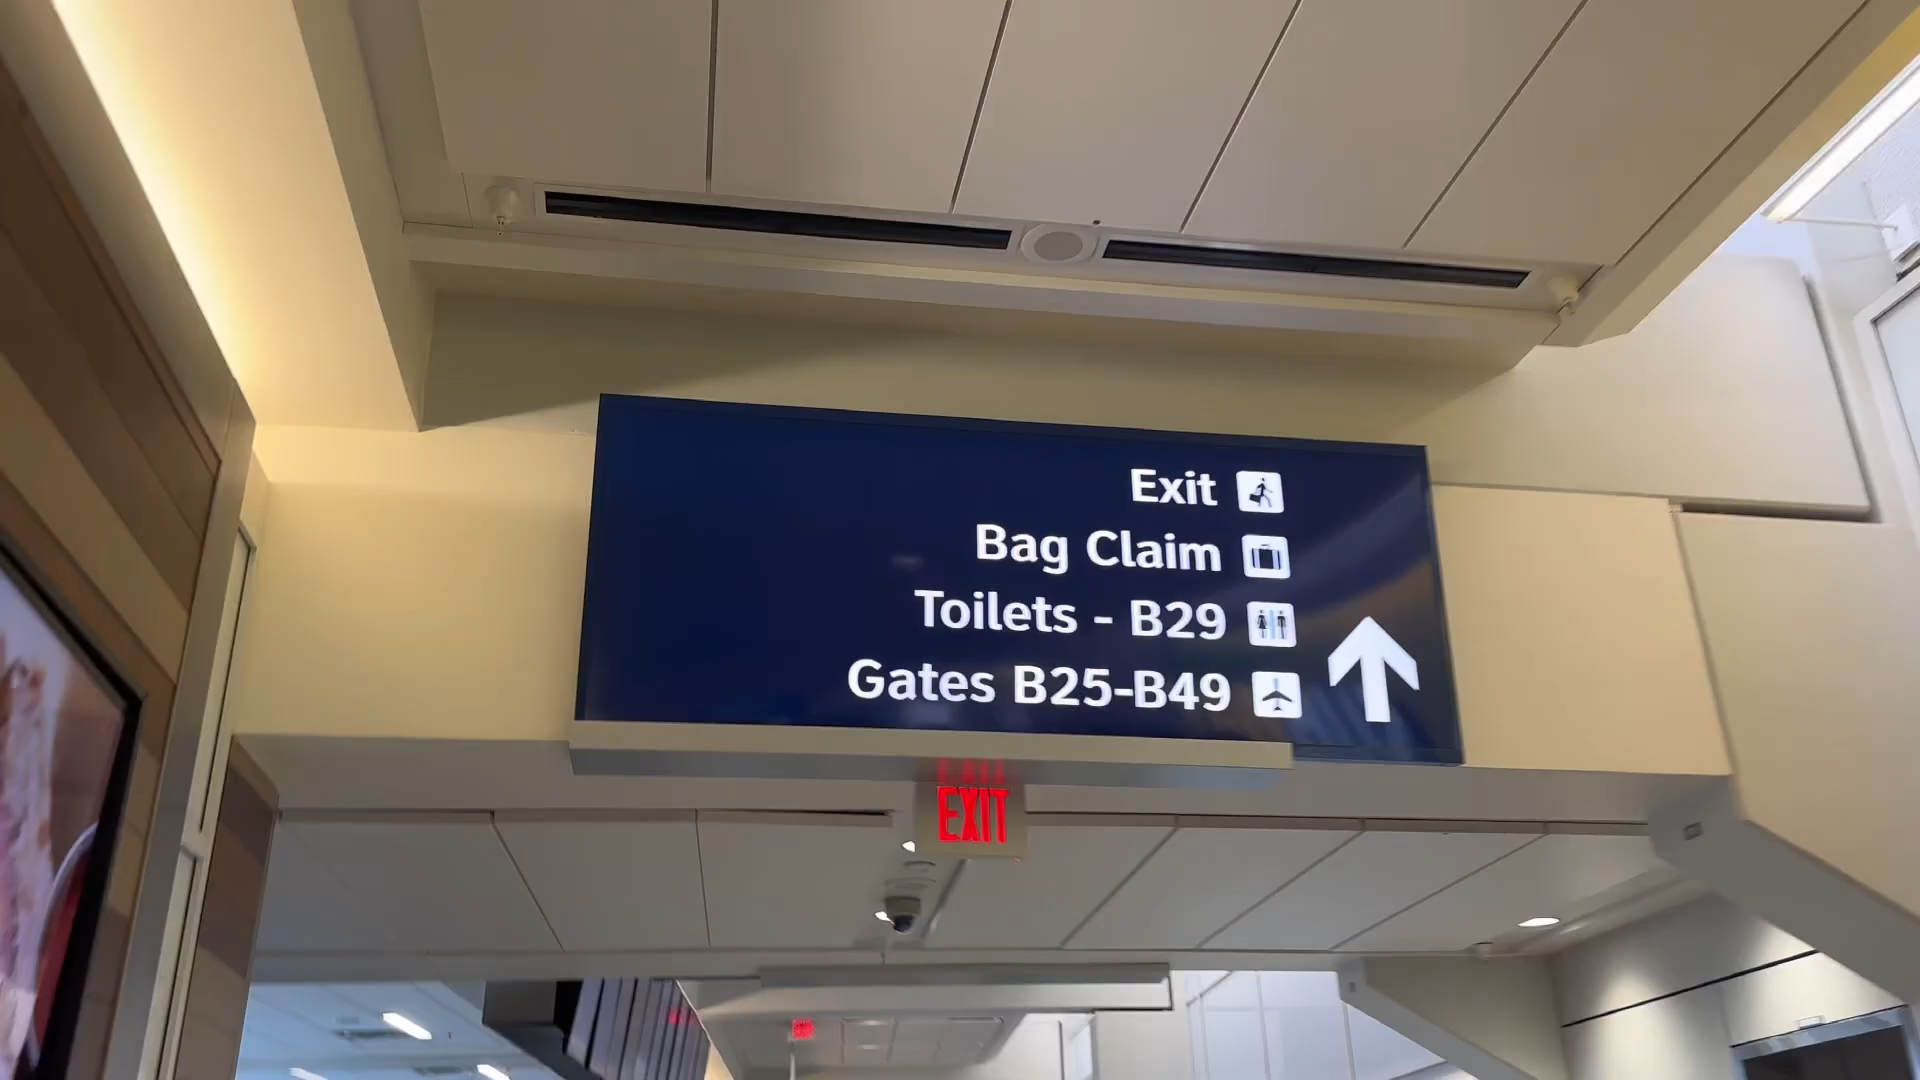 Exit
Bag Claim
Toilets - B29
Gates B25-B49
EXIT